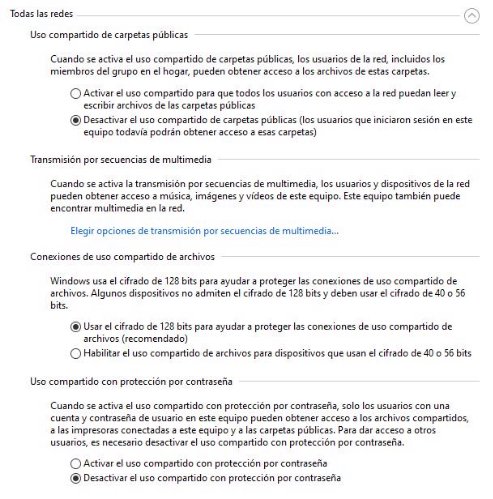 Todas las redes
Uso compartido de carpetas públicas
Cuando se activa el uso compartido de carpetas públicas, los usuarios de la red, incluidos los
miembros del grupo en el hogar, pueden obtener acceso a los archivos de estas carpetas.
Activar el uso compartido para que todos los usuarios con acceso a la red puedan leer y
escribir archivos de las carpetas públicas
Desactivar el uso compartido de carpetas públicas (los usuarios que iniciaron sesión en este
equipo todavía podrán obtener acceso a esas carpetas)
Transmisión por secuencias de multimedia
Cuando se activa la transmisión por secuencias de multimedia, los usuarios y dispositivos de la red
pueden obtener acceso a música, imágenes y vídeos de este equipo. Este equipo también puede
encontrar multimedia en la red.
Elegir opciones de transmisión por secuencias de multimedia...
Conexiones de uso compartido de archivos
Windows usa el cifrado de 128 bits para ayudar a proteger las conexiones de uso compartido de
archivos. Algunos dispositivos no admiten el cifrado de 128 bits y deben usar el cifrado de 40 o 56
bits.
Usar el cifrado de 128 bits para ayudar a proteger las conexiones de uso compartido de
archivos (recomendado)
Habilitar el uso compartido de archivos para dispositivos que usan el cifrado de 40 o 56 bits
Uso compartido con protección por contraseña
Cuando se activa el uso compartido con protección por contraseña, solo los usuarios con una
cuenta y contraseña de usuario en este equipo pueden obtener acceso a los archivos compartidos,
a las impresoras conectadas a este equipo y a las carpetas públicas. Para dar acceso a otros
usuarios, es necesario desactivar el uso compartido con protección por contraseña.
Activar el uso compartido con protección por contraseña
Desactivar el uso compartido con protección por contraseña